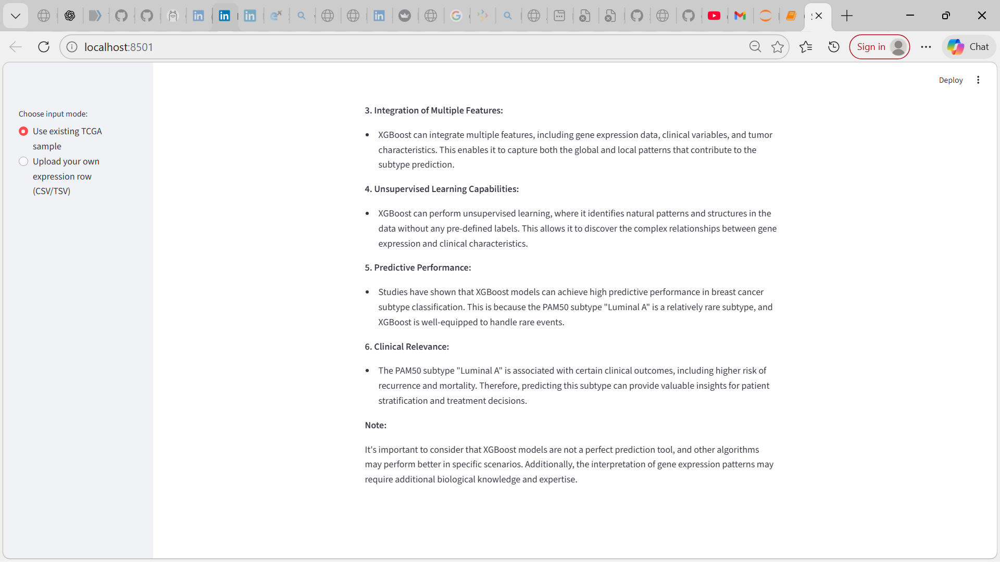 localhost:8501
Sign in
Chat
Deploy
Choose input mode:
Use existing TCGA
sample
Upload your own
expression row
(CSV/TSV)
3. Integration of Multiple Features:
XGBoost can integrate multiple features, including gene expression data, clinical variables, and tumor
characteristics. This enables it to capture both the global and local patterns that contribute to the
subtype prediction.
4. Unsupervised Learning Capabilities:
XGBoost can perform unsupervised learning, where it identifies natural patterns and structures in the
data without any pre-defined labels. This allows it to discover the complex relationships between gene
expression and clinical characteristics.
5. Predictive Performance:
Studies have shown that XGBoost models can achieve high predictive performance in breast cancer
subtype classification. This is because the PAM50 subtype "Luminal A" is a relatively rare subtype, and
XGBoost is well-equipped to handle rare events.
6. Clinical Relevance:
The PAM50 subtype "Luminal A" is associated with certain clinical outcomes, including higher risk of
recurrence and mortality. Therefore, predicting this subtype can provide valuable insights for patient
stratification and treatment decisions.
Note:
It's important to consider that XGBoost models are not a perfect prediction tool, and other algorithms
may perform better in specific scenarios. Additionally, the interpretation of gene expression patterns may
require additional biological knowledge and expertise.